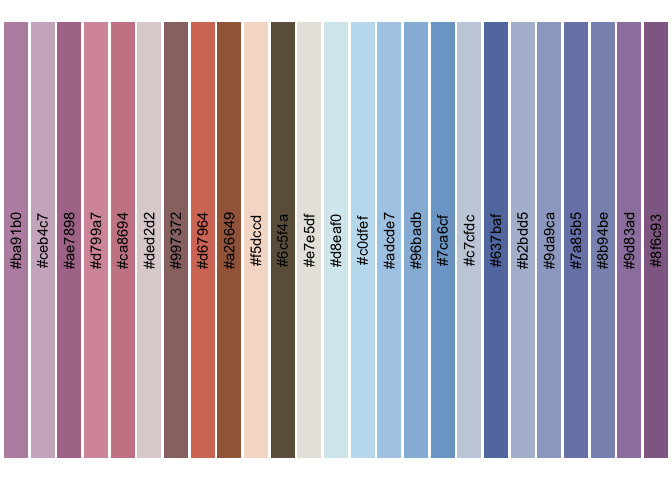 #ba91b0
#ceb4c7
#ae7898
#d799a7
#ca8694
#ded2d2
#997372
#d67964
#a26649
#f5dccd
#6c5f4a
#e7e5df
#d8eaf0
#c0dfef
#adcde7
#96badb
#7ca6cf
#c7cfdc
#637baf
#b2bdd5
#9da9ca
#7a85b5
#8b94be
#9d83ad
#8f6c93